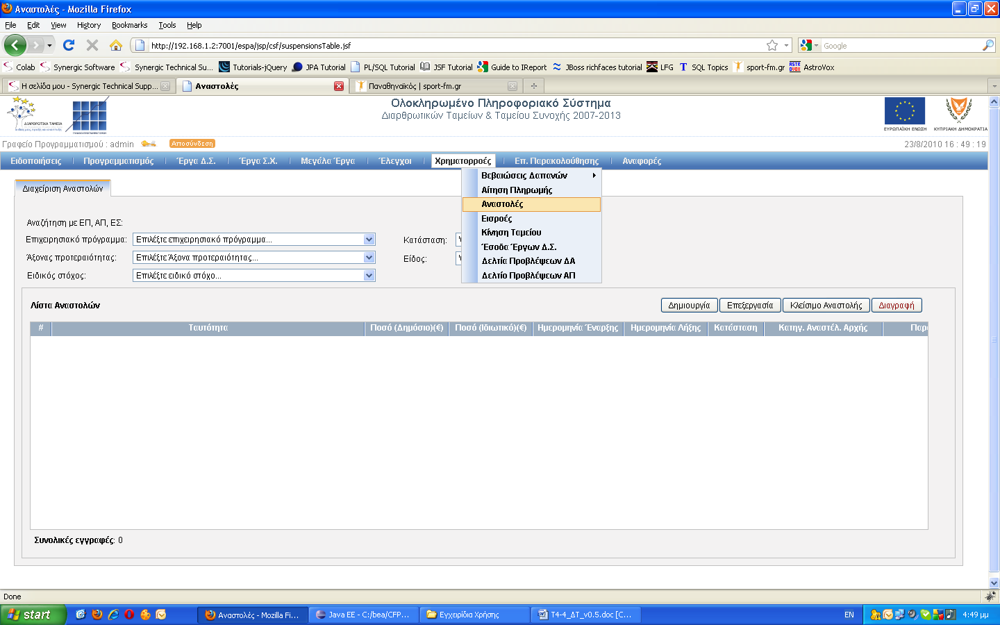 Αναστολές - Mozilla Firefox
File Edit View History Bookmarks Tools Help
http://192.168.1.2:7001/espa/jsp/csf/suspensionsTable.jsf
Google
Colab Synergic Software Synergic Technical Su... Tutorials-jQuery JPA Tutorial PL/SQL Tutorial JSF Tutorial Guide to IReport JBoss richfaces tutorial LFG SQL Topics sport-fm.gr AstroVox
Η σελίδα μου - Synergic Technical Supp... Αναστολές Παναθηναϊκός | sport-fm.gr
Ολοκληρωμένο Πληροφοριακό Σύστημα
Διαρθρωτικών Ταμείων & Ταμείου Συνοχής 2007-2013
ΔΙΑΡΘΡΩΤΙΚΑ ΤΑΜΕΙΑ
ΕΥΡΩΠΑΪΚΗ ΕΝΩΣΗ ΚΥΠΡΙΑΚΗ ΔΗΜΟΚΡΑΤΙΑ
Γραφείο Προγραμματισμού : admin Αποσύνδεση 23/8/2010 16 : 49 : 19
Ειδοποιήσεις Προγραμματισμός Έργα Δ.Σ. Έργα Σ.Χ. Μεγάλα Έργα Έλεγχοι Χρηματορροές Επ. Παρακολούθησης Αναφορές
Βεβαιώσεις Δαπανών
Αίτηση Πληρωμής
Αναστολές
Εισροές
Κίνηση Ταμείου
Έσοδα Έργων Δ.Σ.
Δελτία Προβλέψεων ΔΑ
Δελτίο Προβλέψεων ΑΠ
Διαχείριση Αναστολών
Αναζήτηση με ΕΠ, ΑΠ, ΕΣ:
Επιχειρησιακό πρόγραμμα: Επιλέξτε επιχειρησιακό πρόγραμμα... Κατάσταση:
Άξονας προτεραιότητας: Επιλέξτε Άξονα προτεραιότητας... Είδος:
Ειδικός στόχος: Επιλέξτε ειδικό στόχο...
Λίστα Αναστολών Δημιουργία Επεξεργασία Κλείσιμο Αναστολής Διαγραφή
# Ταυτότητα Ποσό (Δημόσιο)(€) Ποσό (Ιδιωτικό)(€) Ημερομηνία Έναρξης Ημερομηνία Λήξης Κατάσταση Κατηγ. Αναστέλ. Αρχής
Συνολικές εγγραφές: 0
Done
start Αναστολές - Mozilla Fi... Java EE - C:/bea/CFP... Εγχειρίδια Χρήσης T4-4_ΔΤ_v0.5.doc [C... EN 4:49 μμ